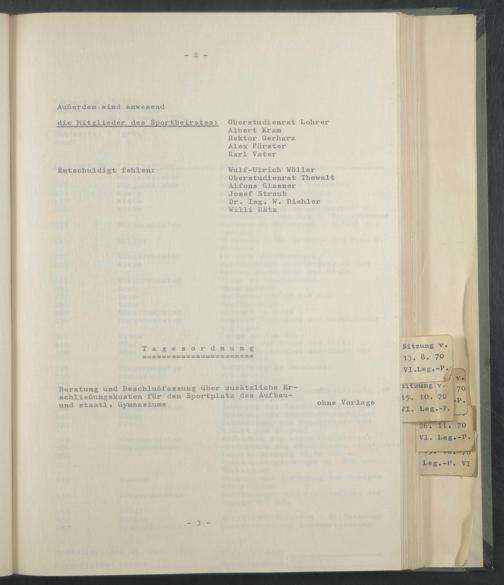 - 2 -
Außerdem sind anwesend
die Mitglieder des Sportbeirates: Oberstudienrat Lohrer
Albert Kram
Rektor Gerharz
Alex Förster
Karl Vater
Entschuldigt fehlen: Wulf-Ulrich Wöller
Oberstudienrat Thewalt
Alfons Glasner
Josef Straub
Dr. Ing. W. Biehler
Willi Rätz
T a g e s o r d n u n g
Beratung und Beschlußfassung über zusätzliche Er-
schließungskosten für den Sportplatz des Aufbau-
und staatl. Gymnasiums ohne Vorlage
- 3 -
Sitzung v.
13. 8. 70
VI.Leg.-P.
v.
70
-P.
Sitzung v.
15. 10. 70
VI. Leg.-P.
26. 11. 70
VI. Leg.-P.
Leg.-P. VI